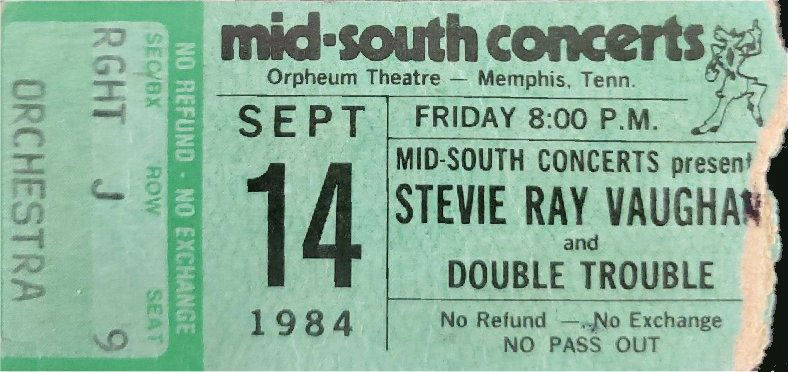 mid-south concerts
Orpheum Theatre — Memphis, Tenn.
SEPT
14
1984
FRIDAY 8:00 P.M.
MID-SOUTH CONCERTS present
STEVIE RAY VAUGHAN
and
DOUBLE TROUBLE
No Refund — No Exchange
NO PASS OUT
NO REFUND · NO EXCHANGE
SEC/BX ROW SEAT
RGHT J 9
ORCHESTRA